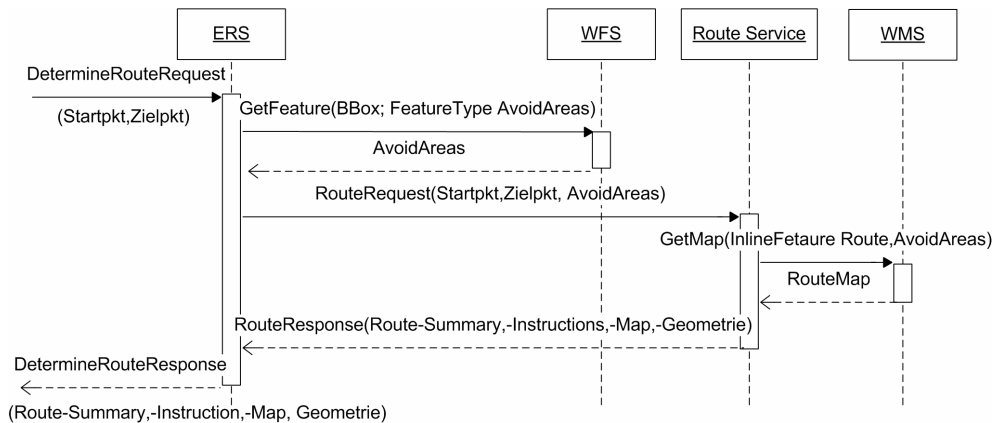 ERS
WFS
Route Service
WMS
DetermineRouteRequest
(Startpkt,Zielpkt)
GetFeature(BBox; FeatureType AvoidAreas)
AvoidAreas
RouteRequest(Startpkt,Zielpkt, AvoidAreas)
GetMap(InlineFetaure Route,AvoidAreas)
RouteMap
RouteResponse(Route-Summary,-Instructions,-Map,-Geometrie)
DetermineRouteResponse
(Route-Summary,-Instruction,-Map, Geometrie)